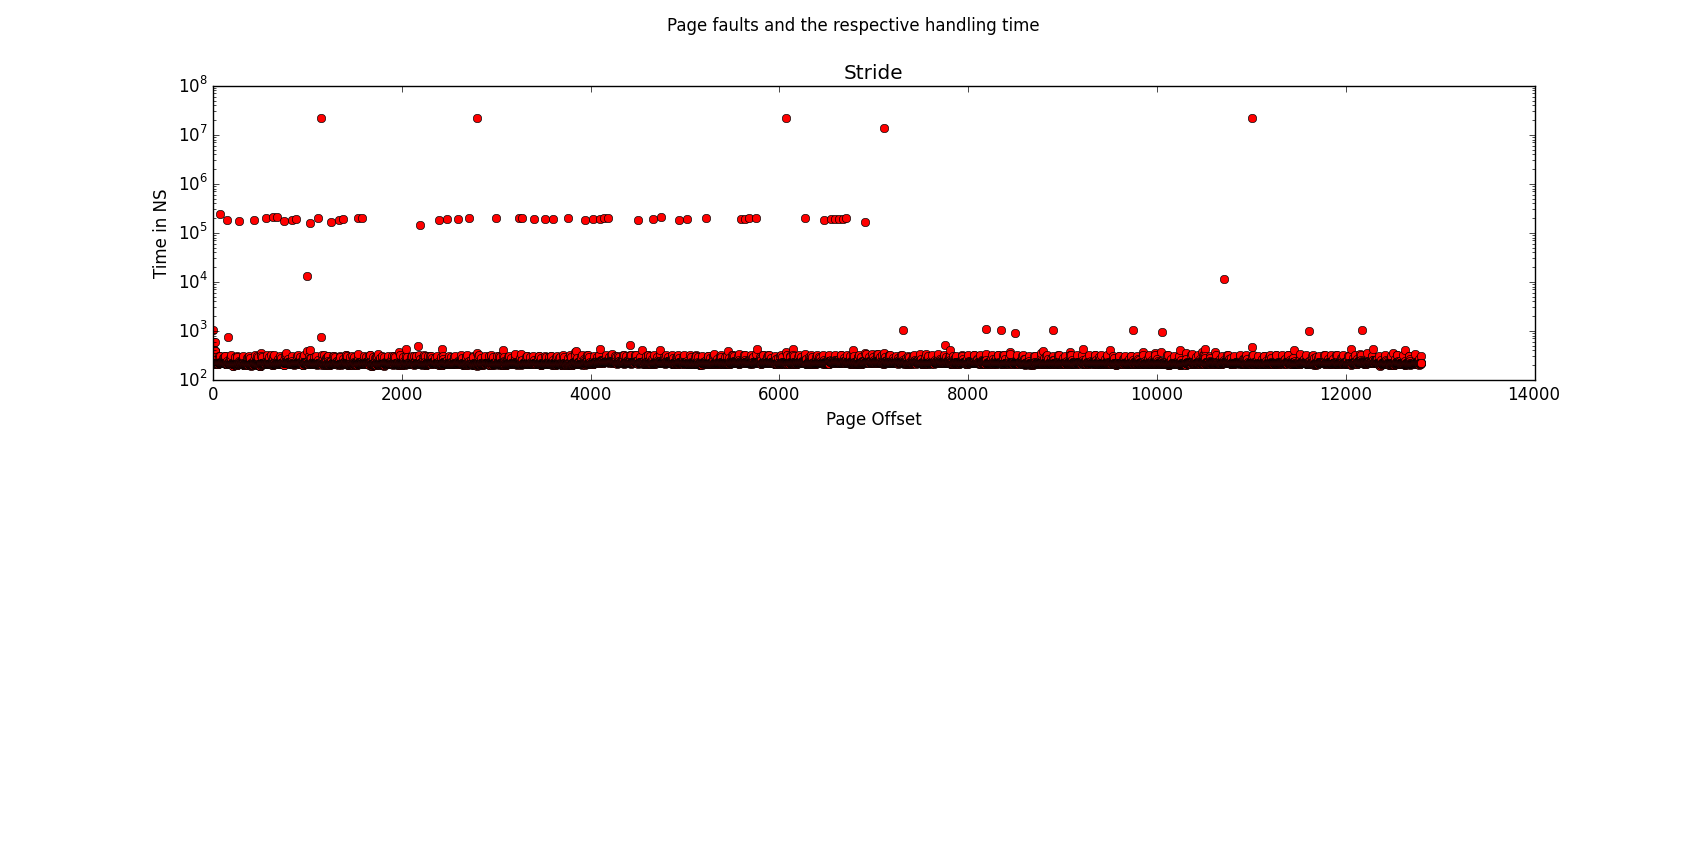 Page faults and the respective handling time
Stride
10^8
10^7
10^6
10^5
10^4
10^3
10^2
Time in NS
0 2000 4000 6000 8000 10000 12000 14000
Page Offset